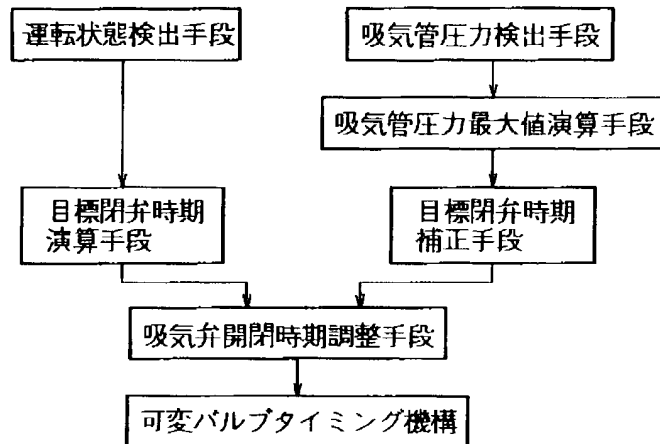 運転状態検出手段
吸気管圧力検出手段
吸気管圧力最大値演算手段
目標閉弁時期
演算手段
目標閉弁時期
補正手段
吸気弁開閉時期調整手段
可変バルブタイミング機構